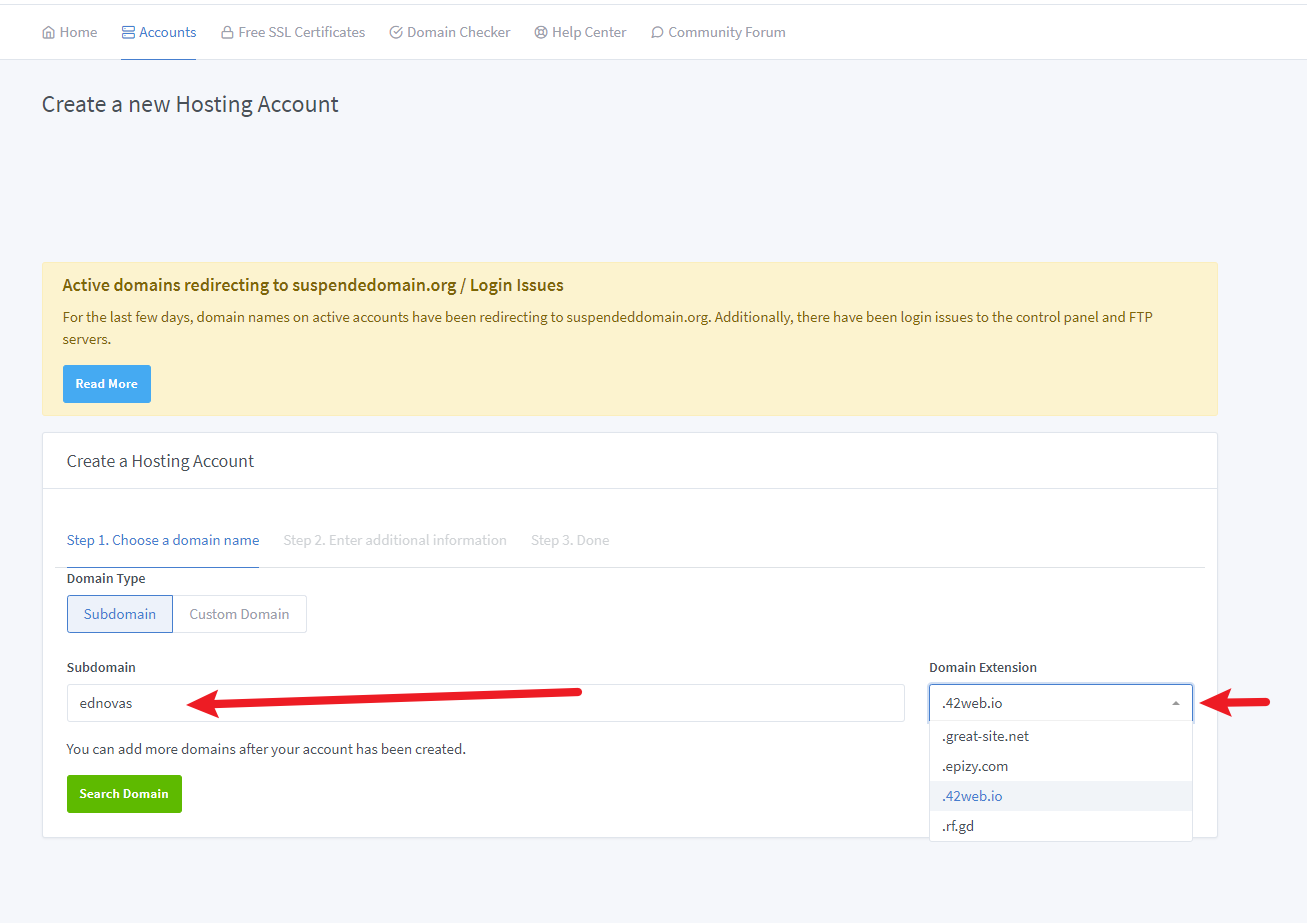 Home Accounts Free SSL Certificates Domain Checker Help Center Community Forum
Create a new Hosting Account
Active domains redirecting to suspendedomain.org / Login Issues
For the last few days, domain names on active accounts have been redirecting to suspendeddomain.org. Additionally, there have been login issues to the control panel and FTP
servers.
Read More
Create a Hosting Account
Step 1. Choose a domain name Step 2. Enter additional information Step 3. Done
Domain Type
Subdomain Custom Domain
Subdomain Domain Extension
ednovas .42web.io
.great-site.net
You can add more domains after your account has been created.
.epizy.com
Search Domain
.42web.io
.rf.gd